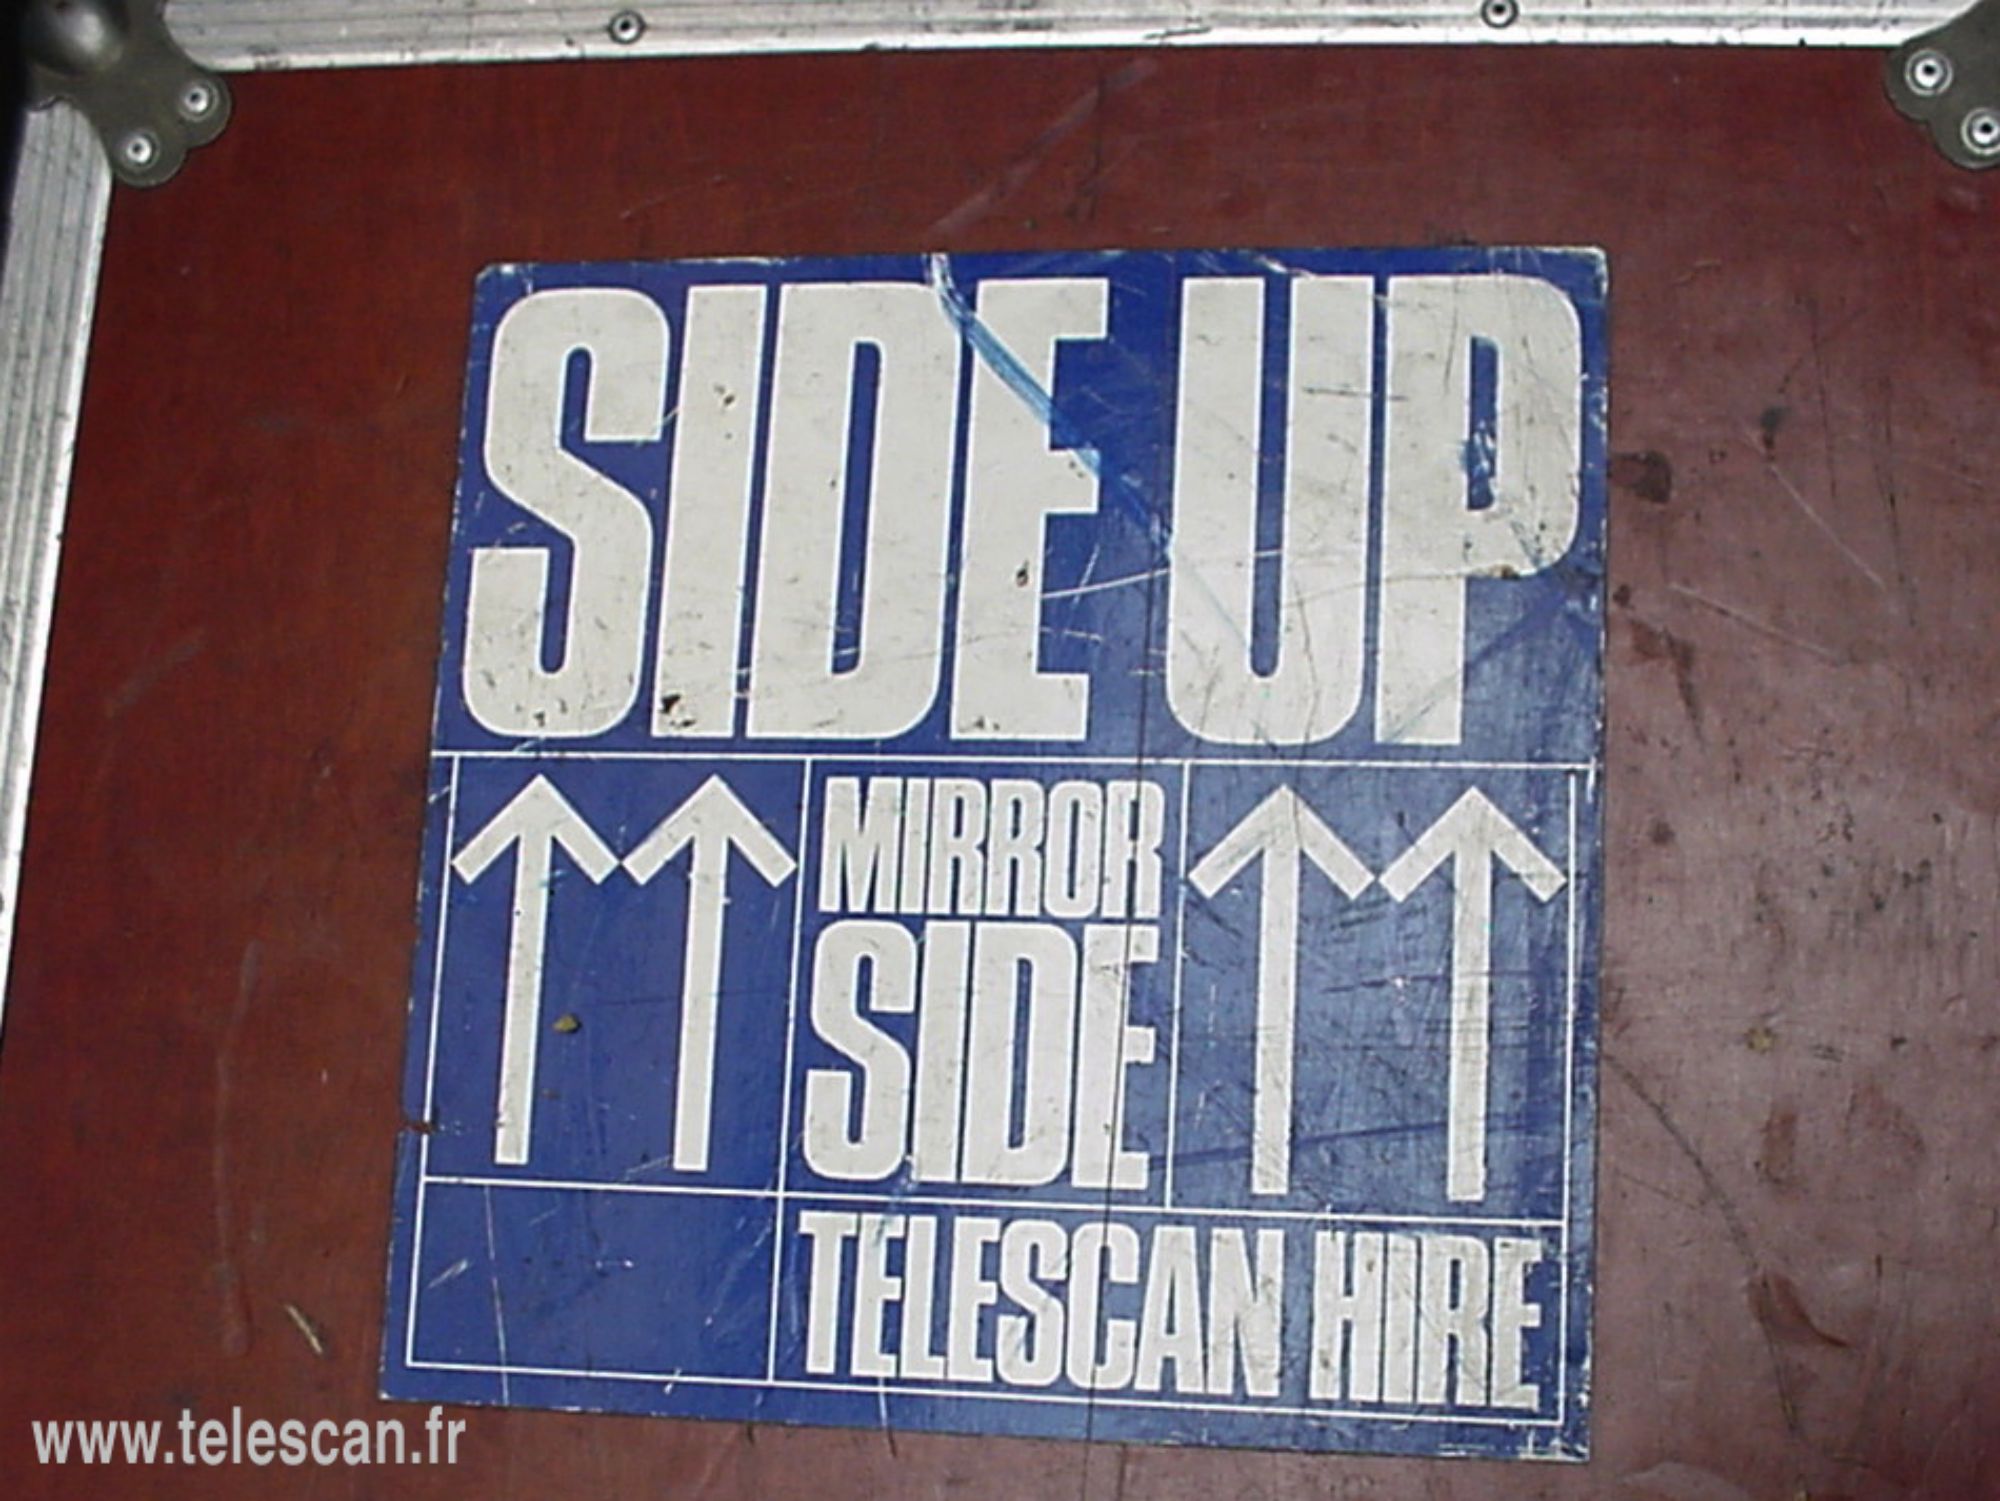 SIDE UP
MIRROR
SIDE
TELESCAN HIRE
www.telescan.fr